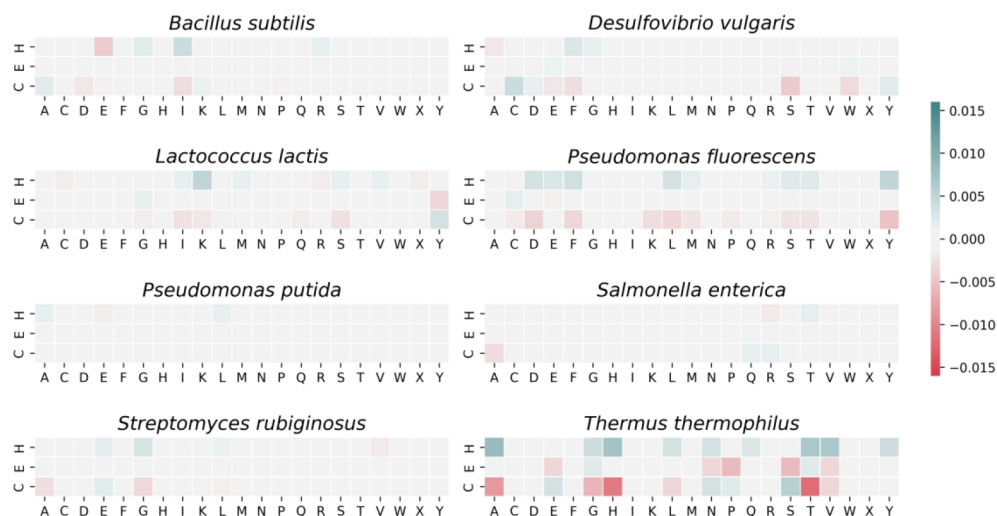 Bacillus subtilis
Desulfovibrio vulgaris
H
E
C
A C D E F G H I K L M N P Q R S T V W X Y
H
E
C
A C D E F G H I K L M N P Q R S T V W X Y
Lactococcus lactis
Pseudomonas fluorescens
H
E
C
A C D E F G H I K L M N P Q R S T V W X Y
H
E
C
A C D E F G H I K L M N P Q R S T V W X Y
Pseudomonas putida
Salmonella enterica
H
E
C
A C D E F G H I K L M N P Q R S T V W X Y
H
E
C
A C D E F G H I K L M N P Q R S T V W X Y
Streptomyces rubiginosus
Thermus thermophilus
H
E
C
A C D E F G H I K L M N P Q R S T V W X Y
H
E
C
A C D E F G H I K L M N P Q R S T V W X Y
0.015
0.010
0.005
0.000
−0.005
−0.010
−0.015